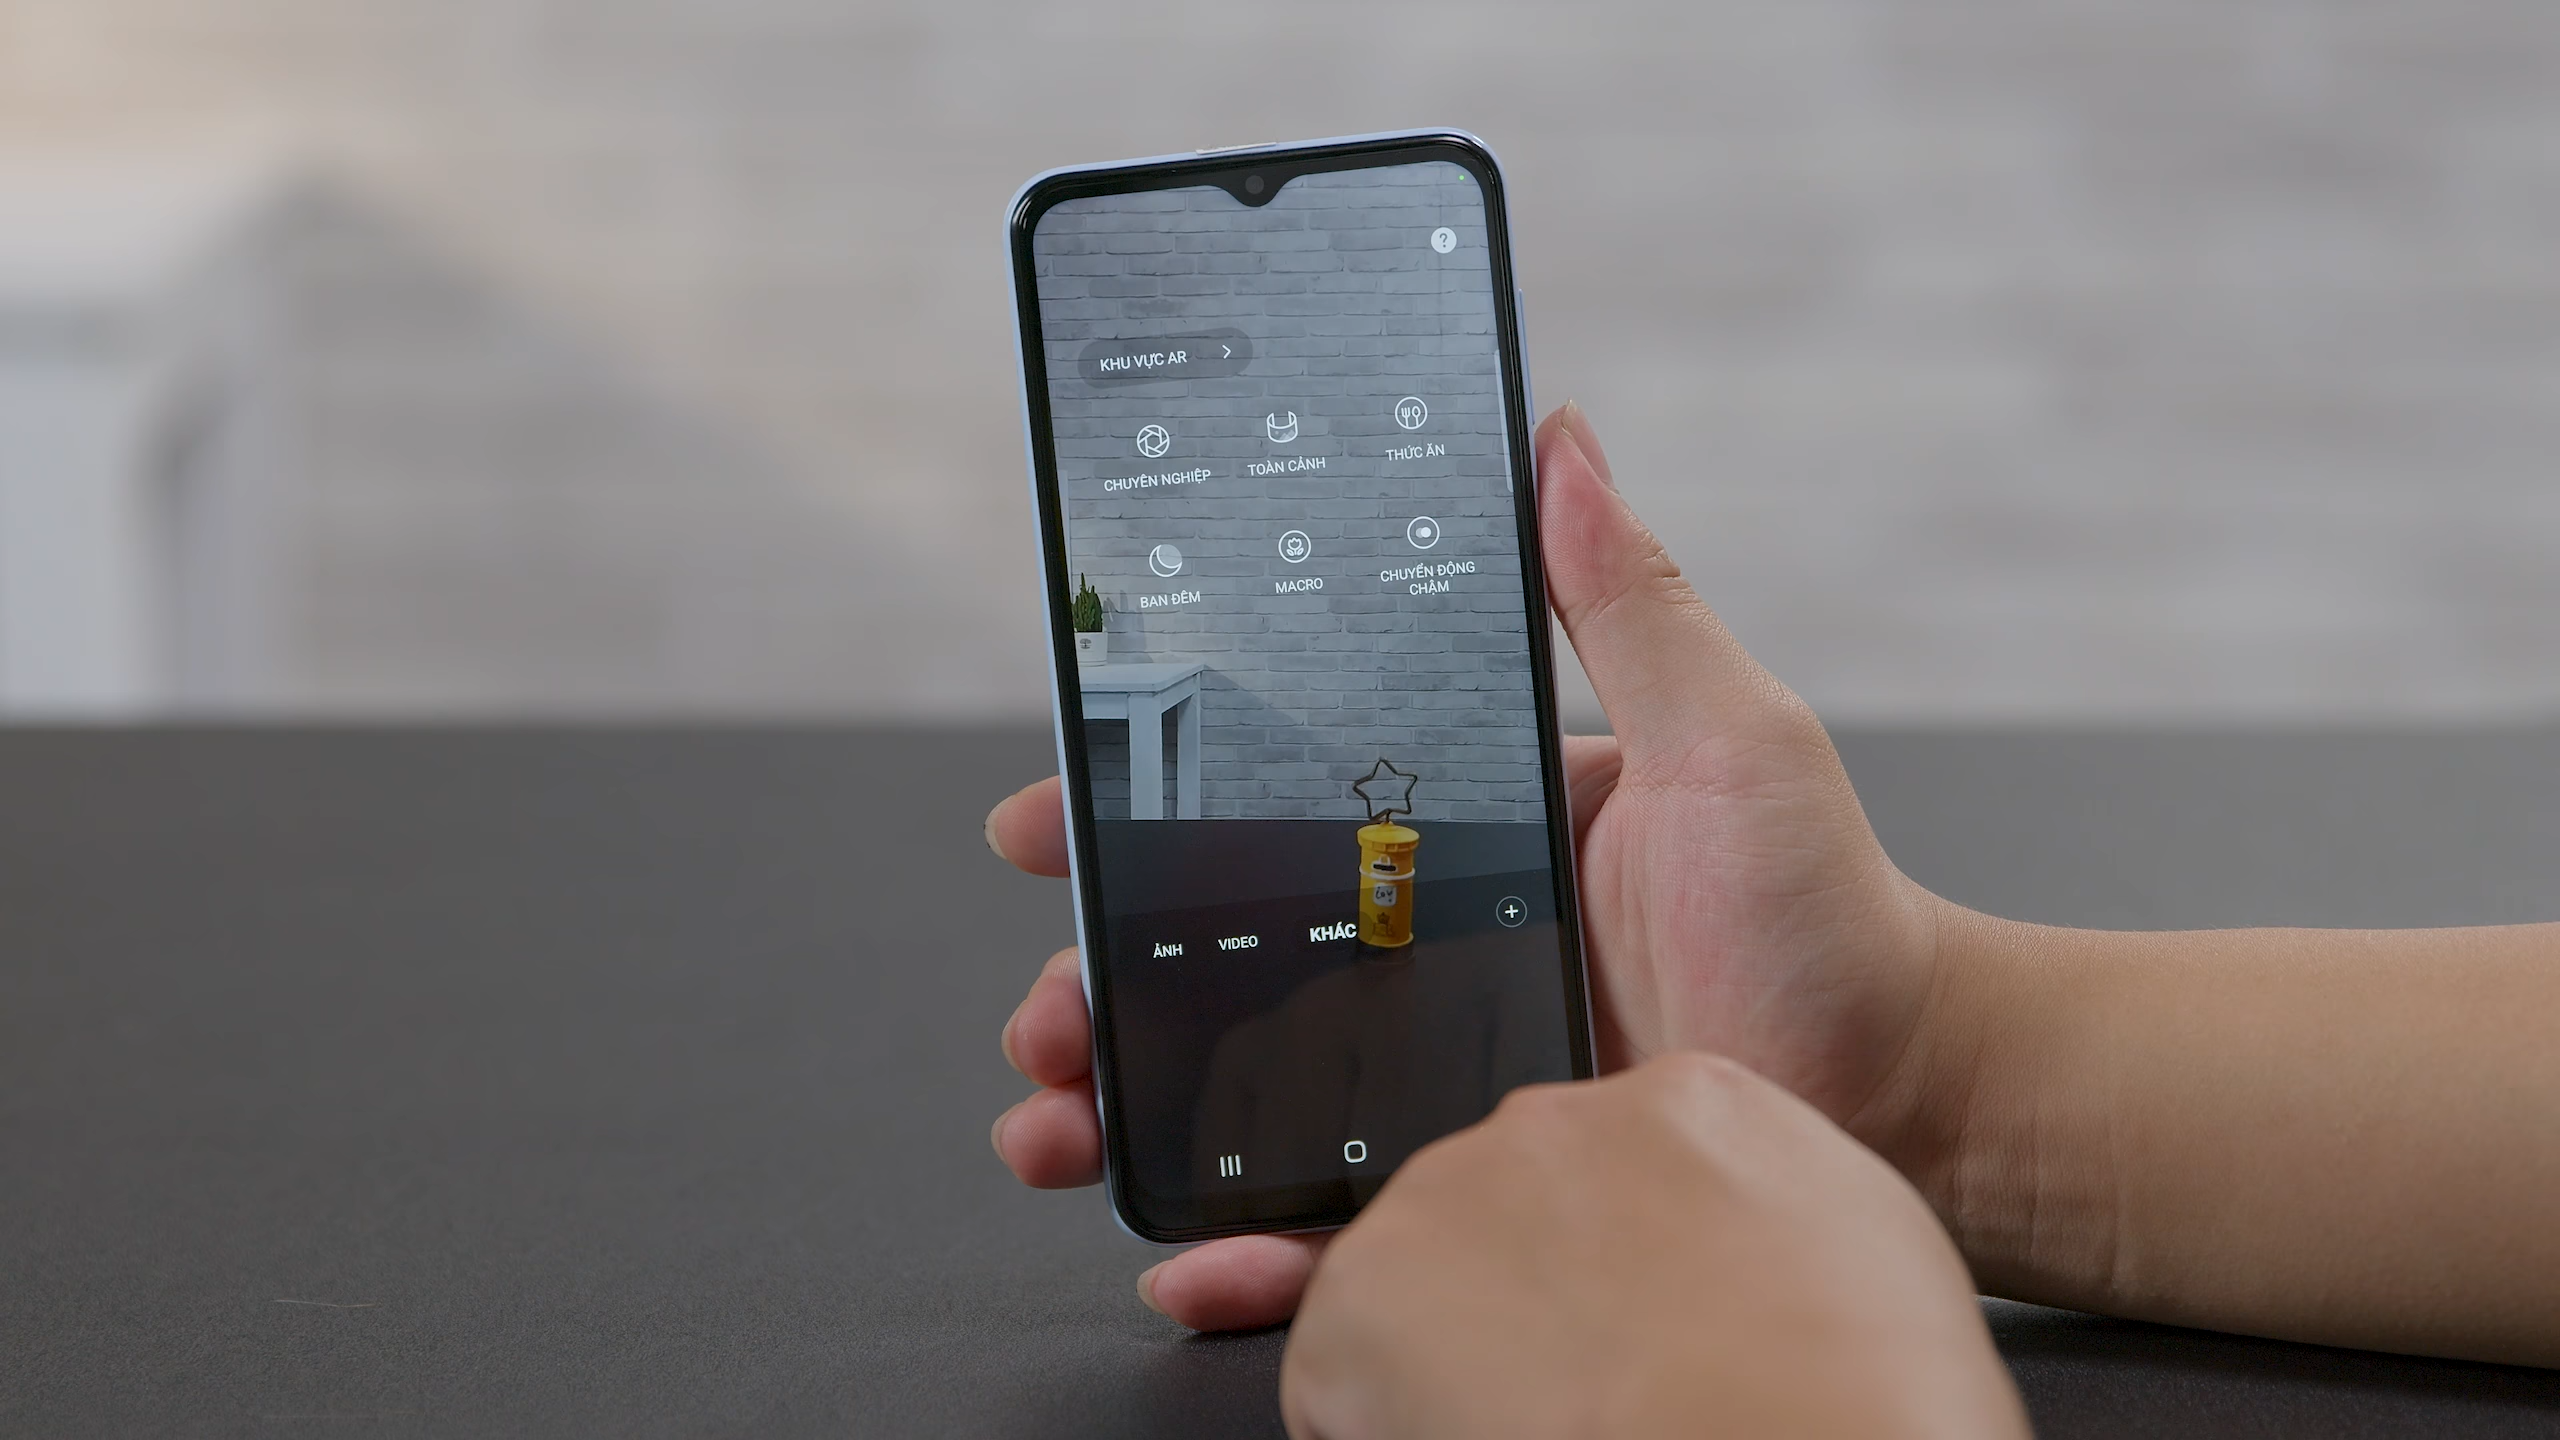 ?
KHU VỰC AR >
CHUYÊN NGHIỆP
TOÀN CẢNH
THỨC ĂN
BAN ĐÊM
MACRO
CHUYỂN ĐỘNG
CHẬM
ẢNH
VIDEO
KHÁC